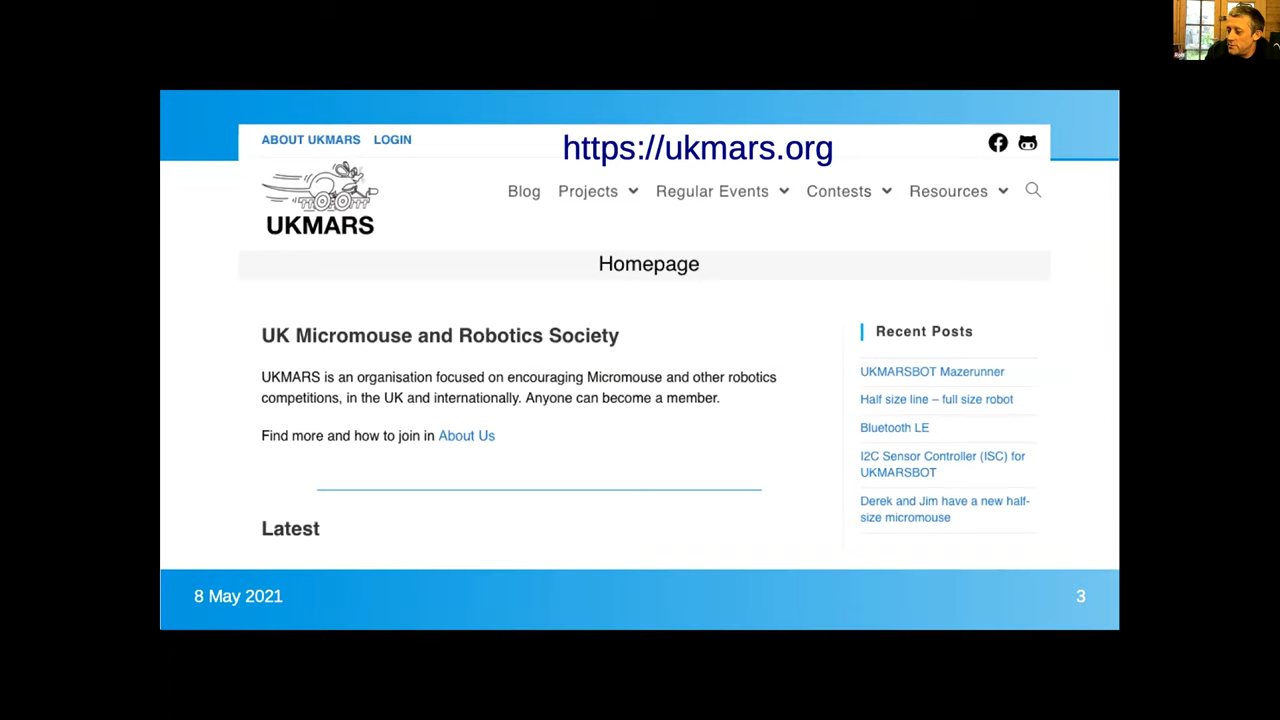 ABOUT UKMARS LOGIN
https://ukmars.org
UKMARS
Blog Projects Regular Events Contests Resources
Homepage
UK Micromouse and Robotics Society
UKMARS is an organisation focused on encouraging Micromouse and other robotics
competitions, in the UK and internationally. Anyone can become a member.
Find more and how to join in About Us
Latest
Recent Posts
UKMARSBOT Mazerunner
Half size line – full size robot
Bluetooth LE
I2C Sensor Controller (ISC) for
UKMARSBOT
Derek and Jim have a new half-
size micromouse
8 May 2021
3